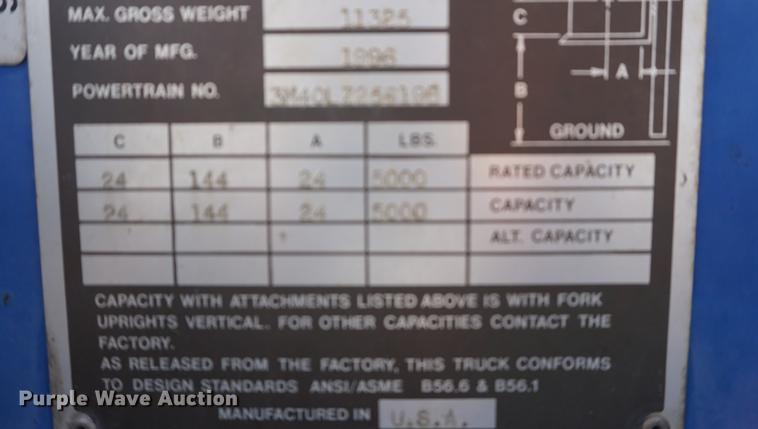 MAX. GROSS WEIGHT 11325
YEAR OF MFG. 1996
POWERTRAIN NO.
C
A
B
GROUND
C B A LBS.
24 144 24 5000 RATED CAPACITY
24 144 24 5000 CAPACITY
ALT. CAPACITY
CAPACITY WITH ATTACHMENTS LISTED ABOVE IS WITH FORK
UPRIGHTS VERTICAL. FOR OTHER CAPACITIES CONTACT THE
FACTORY.
AS RELEASED FROM THE FACTORY, THIS TRUCK CONFORMS
TO DESIGN STANDARDS ANSI/ASME B56.6 & B56.1
Purple Wave Auction
MANUFACTURED IN U.S.A.